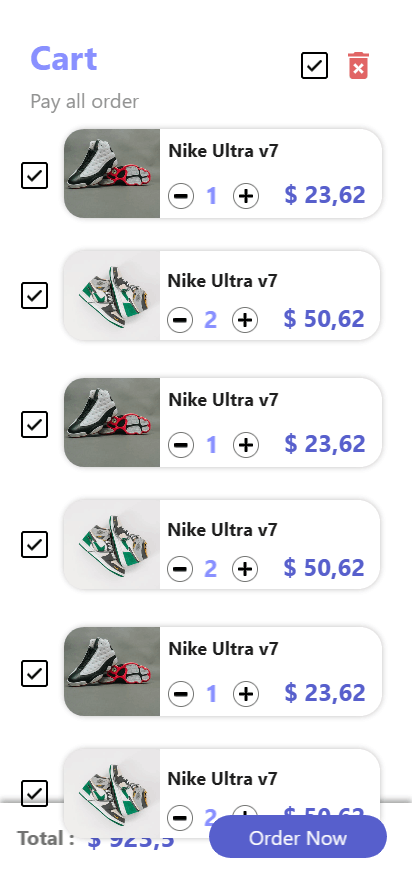 Cart
Pay all order
Nike Ultra v7
1 $ 23,62
Nike Ultra v7
2 $ 50,62
Nike Ultra v7
1 $ 23,62
Nike Ultra v7
2 $ 50,62
Nike Ultra v7
1 $ 23,62
Nike Ultra v7
2 $ 50,62
Total : $ 923,5 Order Now